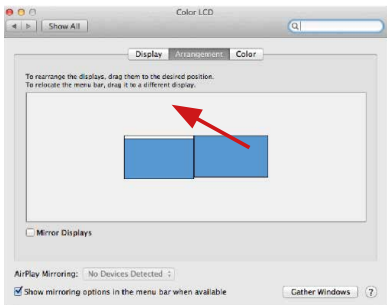 Color LCD
Show All
Display Arrangement Color
To rearrange the displays, drag them to the desired position.
To relocate the menu bar, drag it to a different display.
Mirror Displays
AirPlay Mirroring: No Devices Detected
Show mirroring options in the menu bar when available
Gather Windows ?